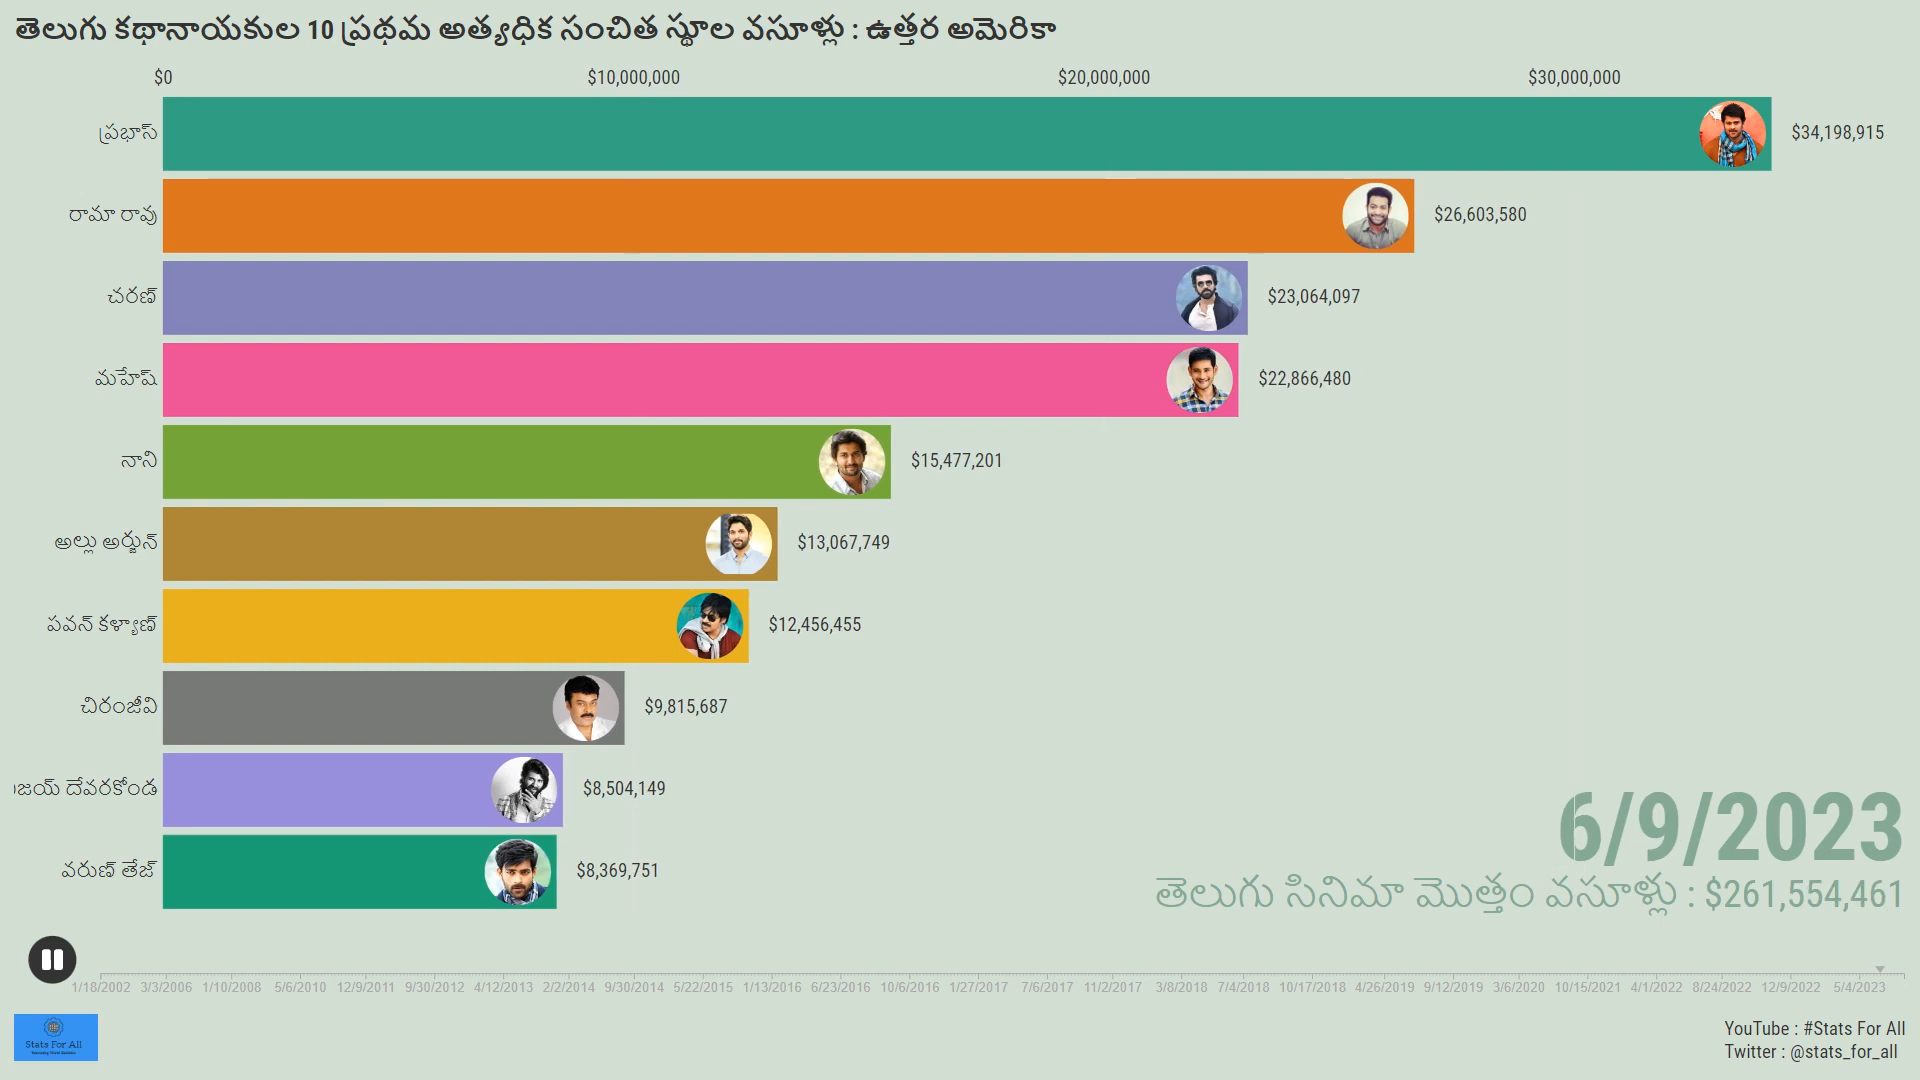 తెలుగు కథానాయకుల 10 ప్రథమ అత్యధిక సంచిత స్థూల వసూళ్లు : ఉత్తర అమెరికా
$0 $10,000,000 $20,000,000 $30,000,000
ప్రభాస్ $34,198,915
రామా రావు $26,603,580
చరణ్ $23,064,097
మహేష్ $22,866,480
నాని $15,477,201
అల్లు అర్జున్ $13,067,749
పవన్ కళ్యాణ్ $12,456,455
చిరంజీవి $9,815,687
జయ్ దేవరకోండ $8,504,149
వరుణ్ తేజ్ $8,369,751
6/9/2023
తెలుగు సినిమా మొత్తం వసూళ్లు : $261,554,461
1/18/2002 3/3/2006 1/10/2008 5/6/2010 12/9/2011 9/30/2012 4/12/2013 2/2/2014 9/30/2014 5/22/2015 1/13/2016 6/23/2016 10/6/2016 1/27/2017 7/6/2017 11/2/2017 3/8/2018 7/4/2018 10/17/2018 4/26/2019 9/12/2019 3/6/2020 10/15/2021 4/1/2022 8/24/2022 12/9/2022 5/4/2023
Stats For All
YouTube : #Stats For All
Twitter : @stats_for_all